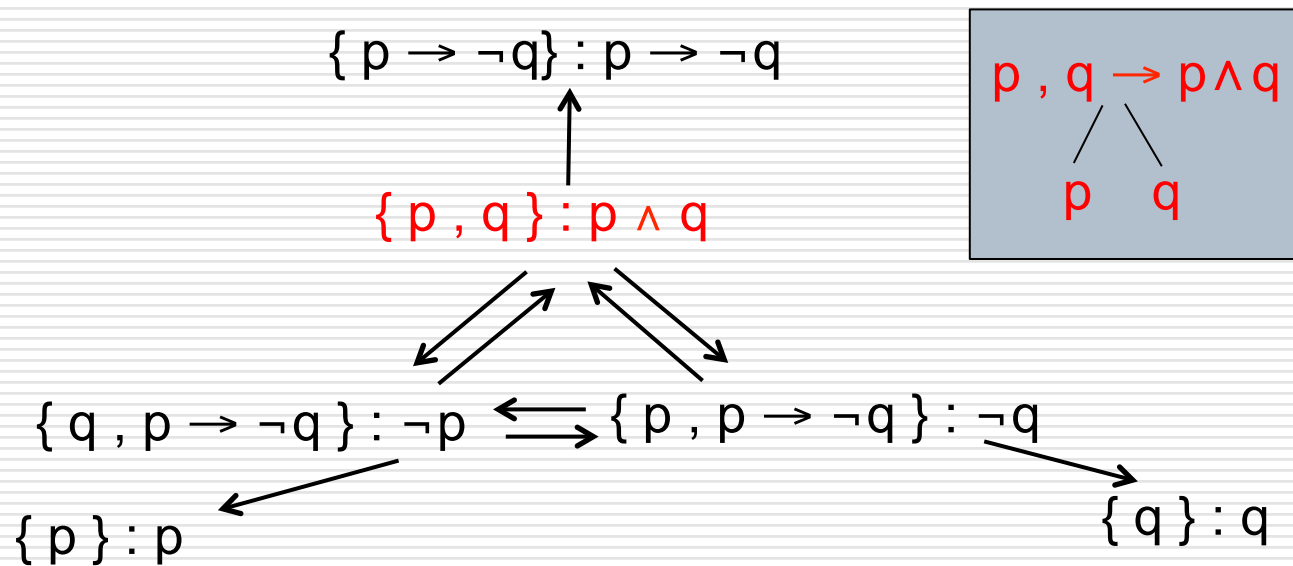 { p → ¬q} : p → ¬q
p , q → p ∧ q
p q
{ p , q } : p ∧ q
{ q , p → ¬q } : ¬p
{ p , p → ¬q } : ¬q
{ p } : p
{ q } : q